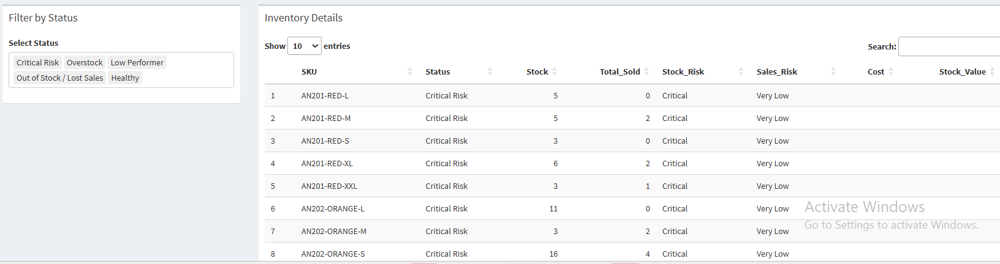 Filter by Status
Select Status
Critical Risk Overstock Low Performer
Out of Stock / Lost Sales Healthy
Inventory Details
Show 10 entries
Search:
SKU Status Stock Total_Sold Stock_Risk Sales_Risk Cost Stock_Value
1 AN201-RED-L Critical Risk 5 0 Critical Very Low
2 AN201-RED-M Critical Risk 5 2 Critical Very Low
3 AN201-RED-S Critical Risk 3 0 Critical Very Low
4 AN201-RED-XL Critical Risk 6 2 Critical Very Low
5 AN201-RED-XXL Critical Risk 3 1 Critical Very Low
6 AN202-ORANGE-L Critical Risk 11 0 Critical Very Low
7 AN202-ORANGE-M Critical Risk 3 2 Critical Very Low
8 AN202-ORANGE-S Critical Risk 16 4 Critical Very Low
Activate Windows
Go to Settings to activate Windows.